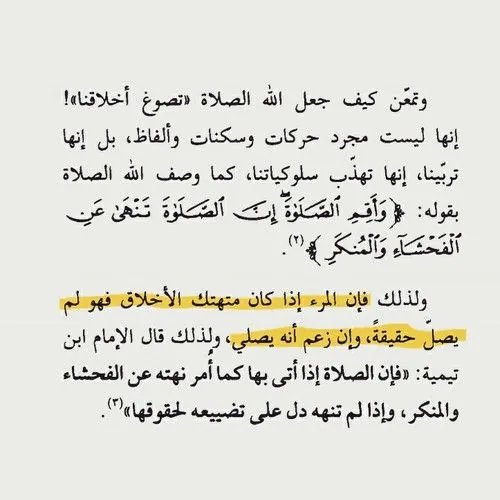 وتمعّن كيف جعل الله الصلاة «تصوغ أخلاقنا»!
إنها ليست مجرد حركات وسكنات وألفاظ، بل إنها
تربّينا، إنها تهذّب سلوكياتنا، كما وصف الله الصلاة
بقوله: ﴿وَأَقِمِ ٱلصَّلَوٰةَۖ إِنَّ ٱلصَّلَوٰةَ تَنْهَىٰ عَنِ
ٱلْفَحْشَآءِ وَٱلْمُنكَرِ﴾(٢).
ولذلك فإن المرء إذا كان متهتك الأخلاق فهو لم
يصلّ حقيقةً، وإن زعم أنه يصلي، ولذلك قال الإمام ابن
تيمية: «فإن الصلاة إذا أتى بها كما أُمر نهته عن الفحشاء
والمنكر، وإذا لم تنهه دل على تضييعه لحقوقها»(٣).